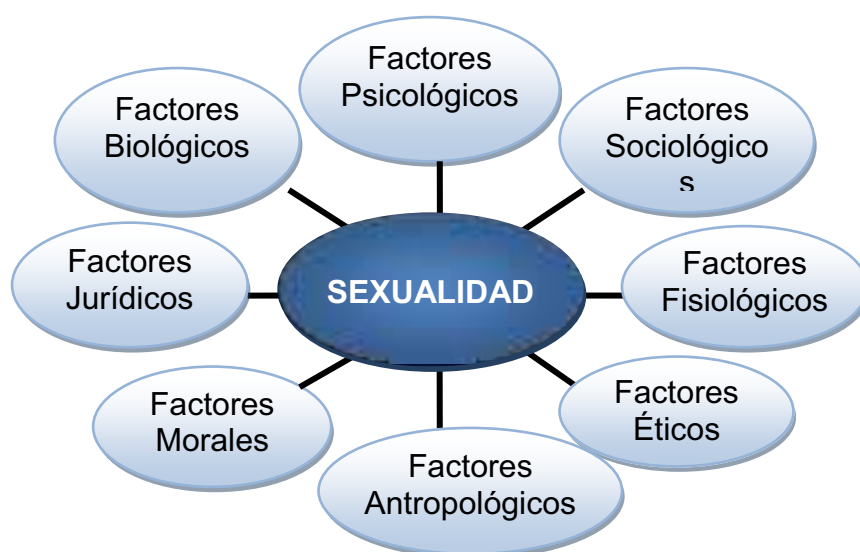 Factores
Psicológicos
Factores
Biológicos
Factores
Sociológico
s
Factores
Jurídicos
SEXUALIDAD
Factores
Fisiológicos
Factores
Morales
Factores
Éticos
Factores
Antropológicos